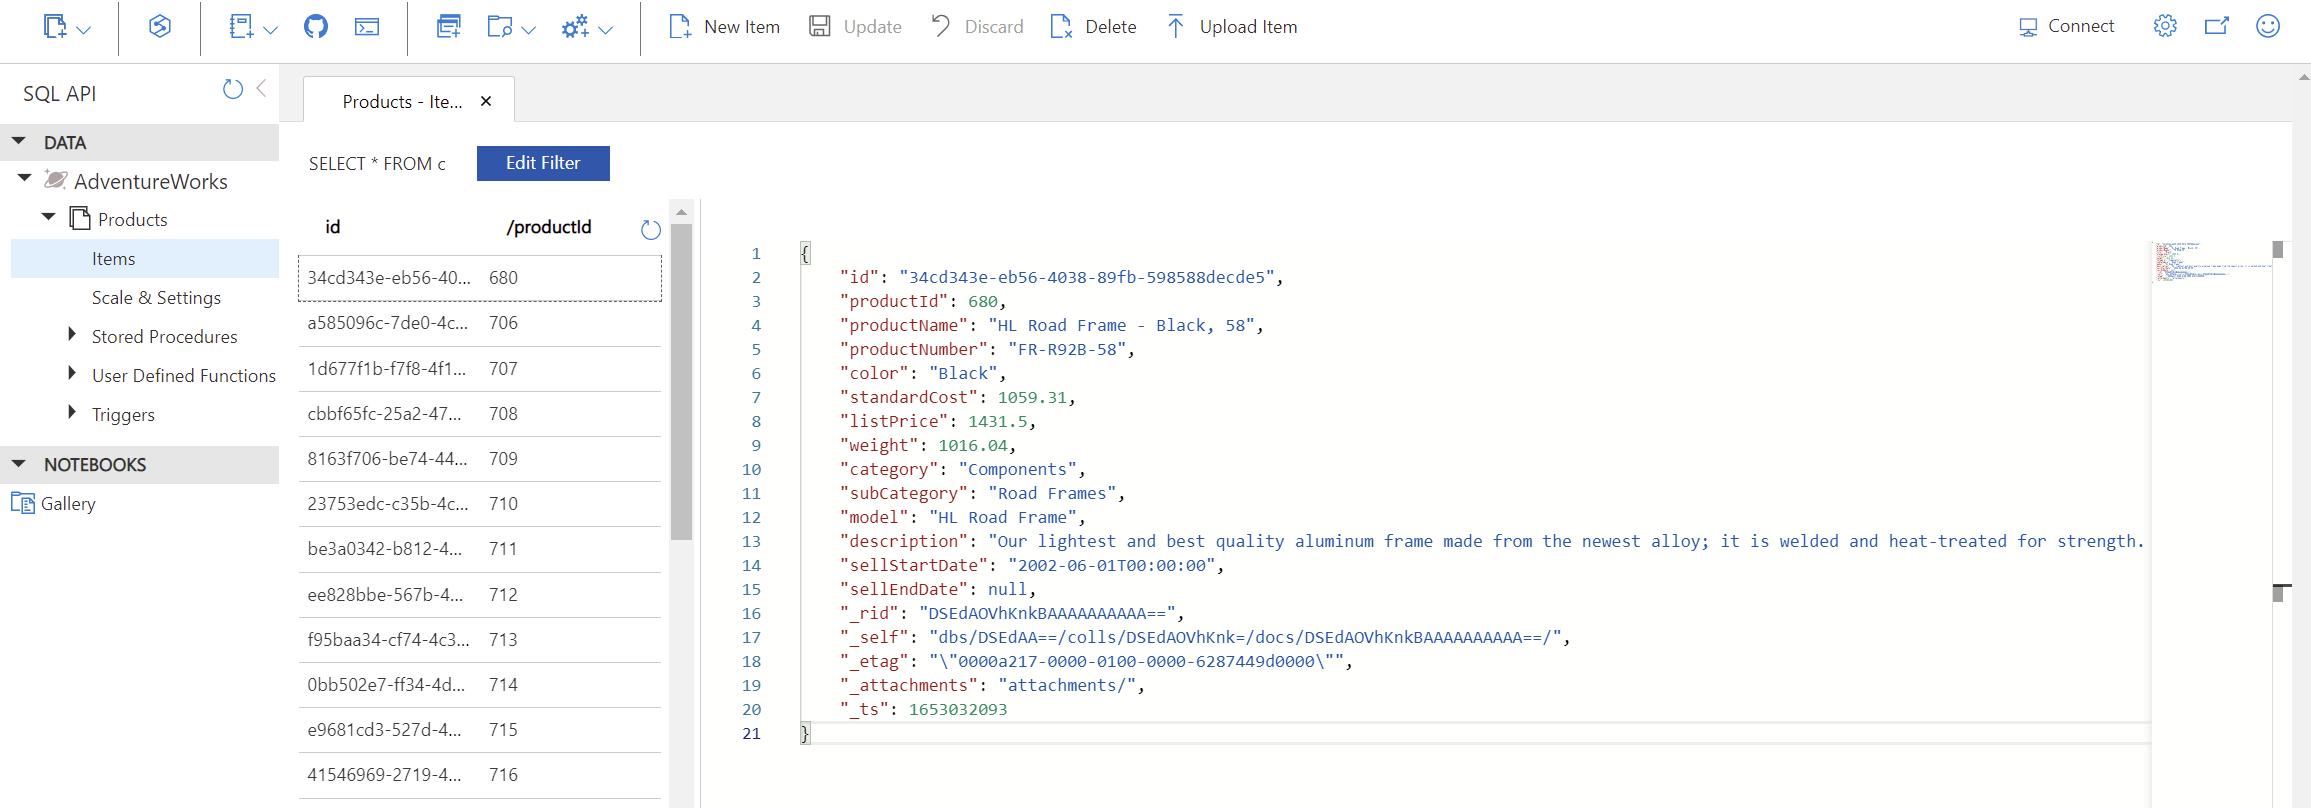 New Item Update Discard Delete Upload Item Connect
SQL API
DATA
AdventureWorks
Products
Items
Scale & Settings
Stored Procedures
User Defined Functions
Triggers
NOTEBOOKS
Gallery
Products - Ite...
SELECT * FROM c Edit Filter
id /productId
34cd343e-eb56-40... 680
a585096c-7de0-4c... 706
1d677f1b-f7f8-4f1... 707
cbbf65fc-25a2-47... 708
8163f706-be74-44... 709
23753edc-c35b-4c... 710
be3a0342-b812-4... 711
ee828bbe-567b-4... 712
f95baa34-cf74-4c3... 713
0bb502e7-ff34-4d... 714
e9681cd3-527d-4... 715
41546969-2719-4... 716
1 {
2 "id": "34cd343e-eb56-4038-89fb-598588decde5",
3 "productId": 680,
4 "productName": "HL Road Frame - Black, 58",
5 "productNumber": "FR-R92B-58",
6 "color": "Black",
7 "standardCost": 1059.31,
8 "listPrice": 1431.5,
9 "weight": 1016.04,
10 "category": "Components",
11 "subCategory": "Road Frames",
12 "model": "HL Road Frame",
13 "description": "Our lightest and best quality aluminum frame made from the newest alloy; it is welded and heat-treated for strength.
14 "sellStartDate": "2002-06-01T00:00:00",
15 "sellEndDate": null,
16 "_rid": "DSEdAOVhKnkBAAAAAAAAAA==",
17 "_self": "dbs/DSEdAA==/colls/DSEdAOVhKnk=/docs/DSEdAOVhKnkBAAAAAAAAAA==/",
18 "_etag": "\"0000a217-0000-0100-0000-6287449d0000\"",
19 "_attachments": "attachments/",
20 "_ts": 1653032093
21 }